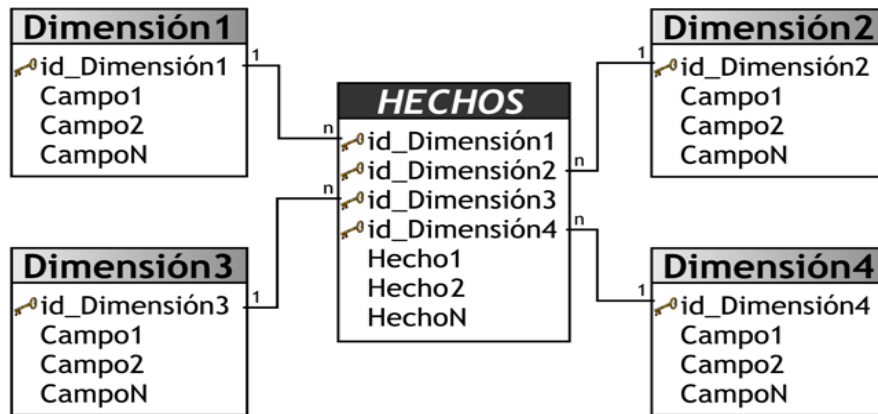 Dimensión1
id_Dimensión1
Campo1
Campo2
CampoN
1
n
HECHOS
id_Dimensión1
id_Dimensión2
id_Dimensión3
id_Dimensión4
Hecho1
Hecho2
HechoN
n
n
n
Dimensión2
1
id_Dimensión2
Campo1
Campo2
CampoN
Dimensión3
id_Dimensión3
1
Campo1
Campo2
CampoN
Dimensión4
1
id_Dimensión4
Campo1
Campo2
CampoN